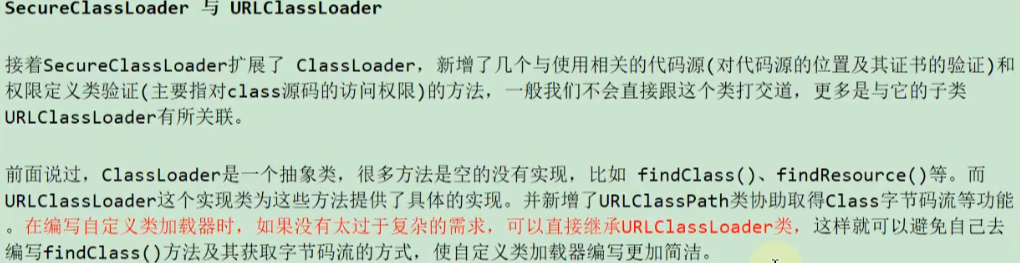 SecureClassLoader 与 URLClassLoader
接着SecureClassLoader扩展了 ClassLoader，新增了几个与使用相关的代码源(对代码源的位置及其证书的验证)和
权限定义类验证(主要指对class源码的访问权限)的方法，一般我们不会直接跟这个类打交道，更多是与它的子类
URLClassLoader有所关联。
前面说过，ClassLoader是一个抽象类，很多方法是空的没有实现，比如 findClass()、findResource()等。而
URLClassLoader这个实现类为这些方法提供了具体的实现。并新增了URLClassPath类协助取得Class字节码流等功能
。在编写自定义类加载器时，如果没有太过于复杂的需求，可以直接继承URLClassLoader类，这样就可以避免自己去
编写findClass()方法及其获取字节码流的方式，使自定义类加载器编写更加简洁。